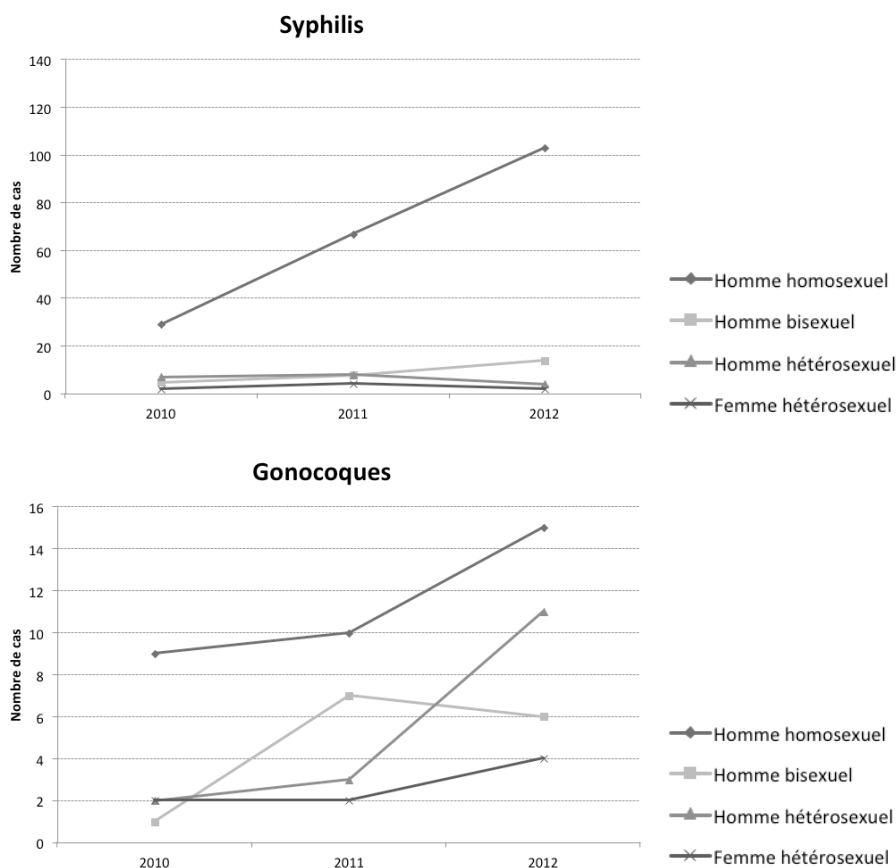 Syphilis
Nombre de cas
140
120
100
80
60
40
20
0
2010 2011 2012
Homme homosexuel
Homme bisexuel
Homme hétérosexuel
Femme hétérosexuel
Gonocoques
Nombre de cas
16
14
12
10
8
6
4
2
0
2010 2011 2012
Homme homosexuel
Homme bisexuel
Homme hétérosexuel
Femme hétérosexuel